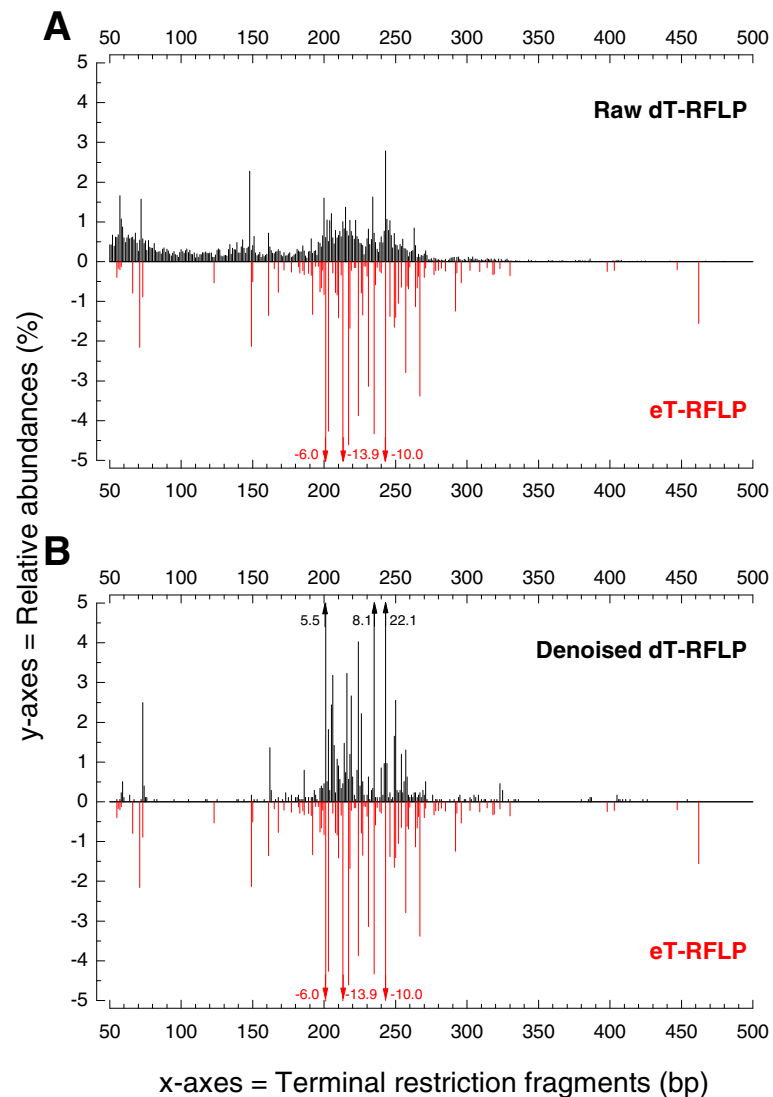 A
50 100 150 200 250 300 350 400 450 500
5
4
3
2
1
0
-1
-2
-3
-4
-5
Raw dT-RFLP
eT-RFLP
-6.0 -13.9 -10.0
50 100 150 200 250 300 350 400 450 500
y-axes = Relative abundances (%)
B
50 100 150 200 250 300 350 400 450 500
5
4
3
2
1
0
-1
-2
-3
-4
-5
5.5 8.1 22.1
Denoised dT-RFLP
eT-RFLP
-6.0 -13.9 -10.0
50 100 150 200 250 300 350 400 450 500
x-axes = Terminal restriction fragments (bp)